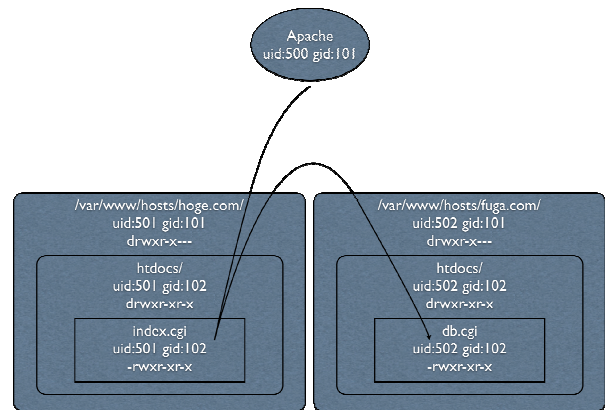 Apache
uid:500 gid:101
/var/www/hosts/hoge.com/
uid:501 gid:101
drwxr-x---
htdocs/
uid:501 gid:102
drwxr-xr-x
index.cgi
uid:501 gid:102
-rwxr-xr-x
/var/www/hosts/fuga.com/
uid:502 gid:101
drwxr-x---
htdocs/
uid:502 gid:102
drwxr-xr-x
db.cgi
uid:502 gid:102
-rwxr-xr-x